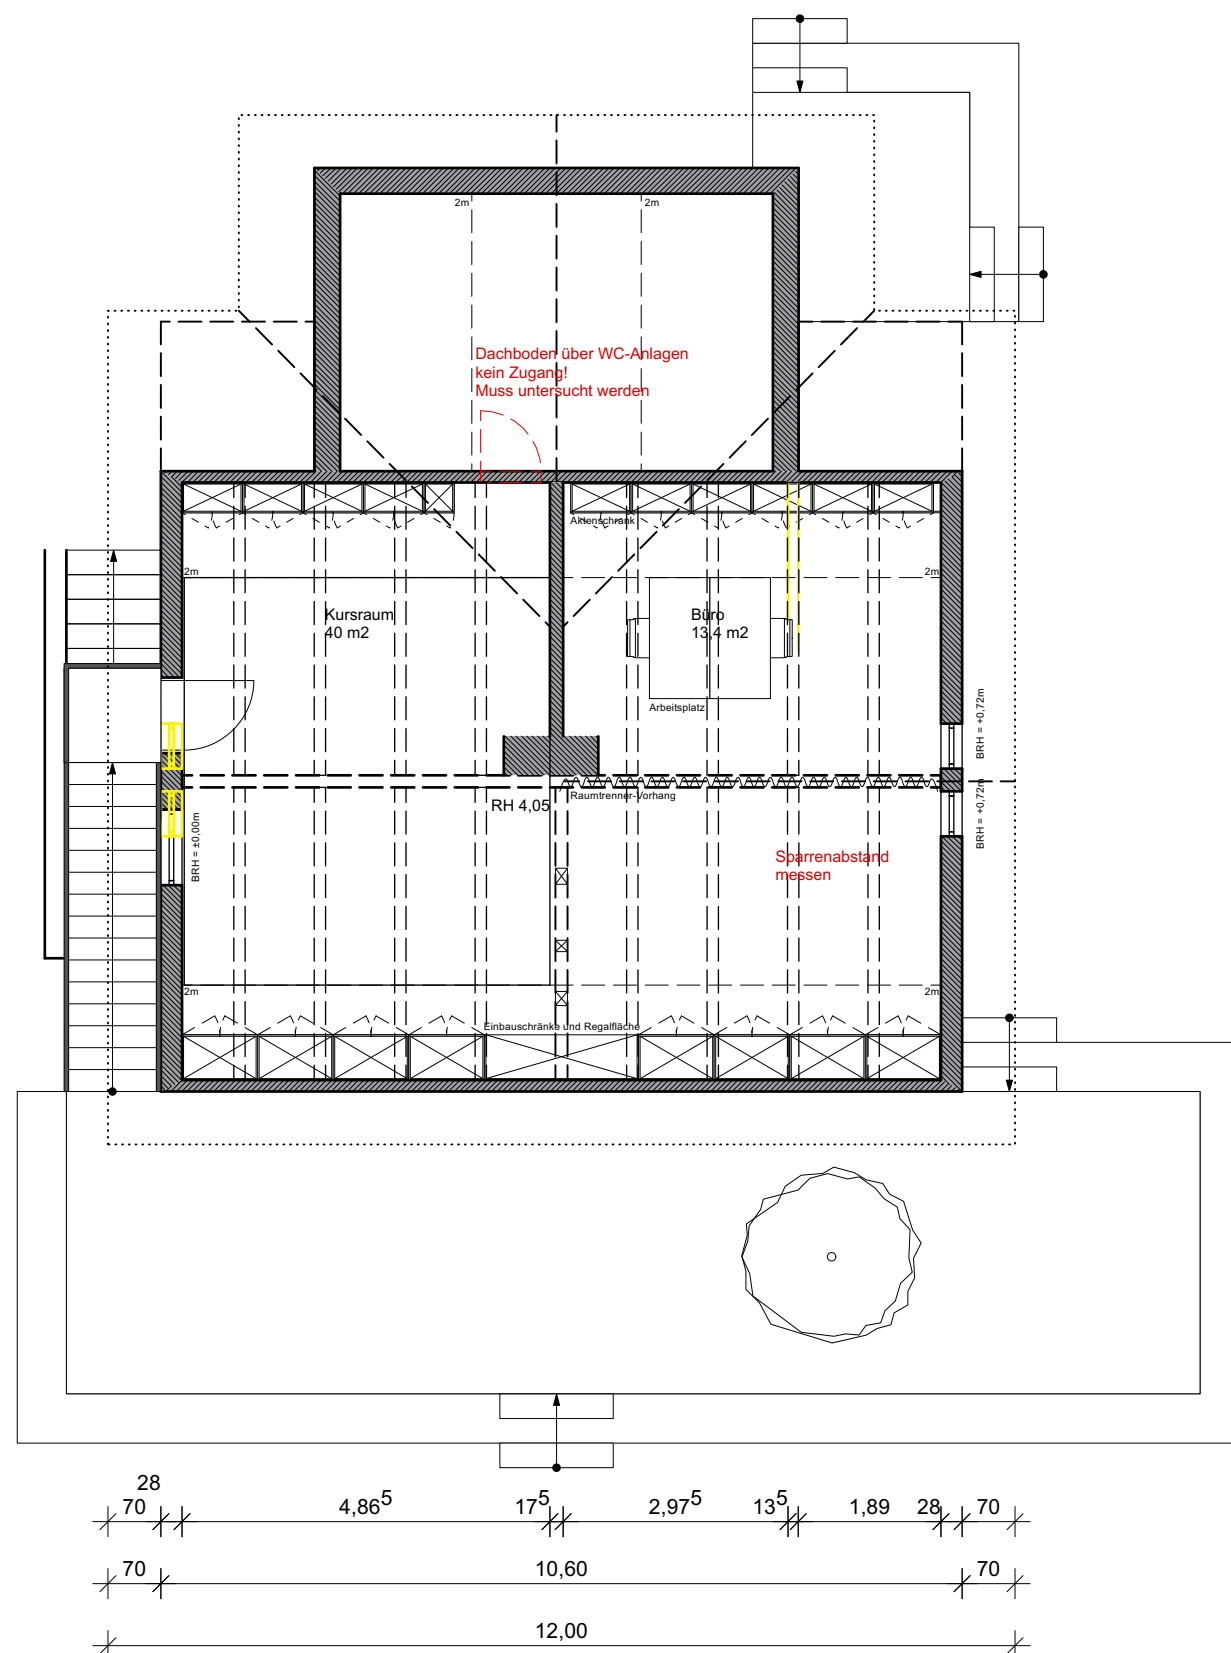 2m
2m
Dachboden über WC-Anlagen
kein Zugang!
Muss untersucht werden
Aktenschrank
2m
2m
Kursraum
40 m2
Büro
13,4 m2
Arbeitsplatz
BRH = +0,72m
Raumtrenner-Vorhang
RH 4,05
BRH = ±0,00m
BRH = +0,72m
Sparrenabstand
messen
2m
2m
Einbauschränke und Regalfläche
28
70 4,86⁵ 17⁵ 2,97⁵ 13⁵ 1,89 28 70
70 10,60 70
12,00